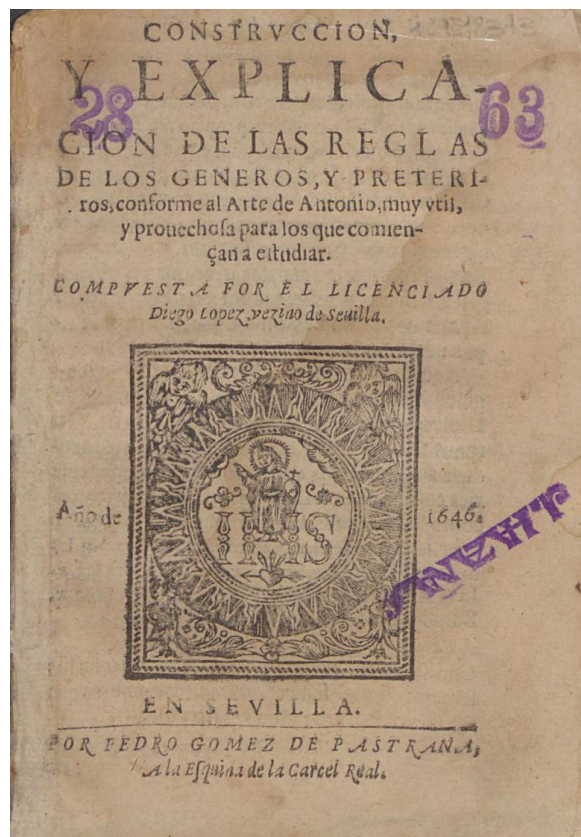 CONSTRVCCION,
Y EXPLICA-
28
63
CION DE LAS REGLAS
DE LOS GENEROS, Y PRETERI-
ros, conforme al Arte de Antonio, muy vtil,
y prouechosa para los que comien-
çan a estudiar.
COMPVESTA POR EL LICENCIADO
Diego Lopez, vezino de Seuilla.
Año de
IHS
1646.
J. HAZAÑAS
EN SEVILLA.
POR PEDRO GOMEZ DE PASTRANA,
A la Esquina de la Carcel Real.